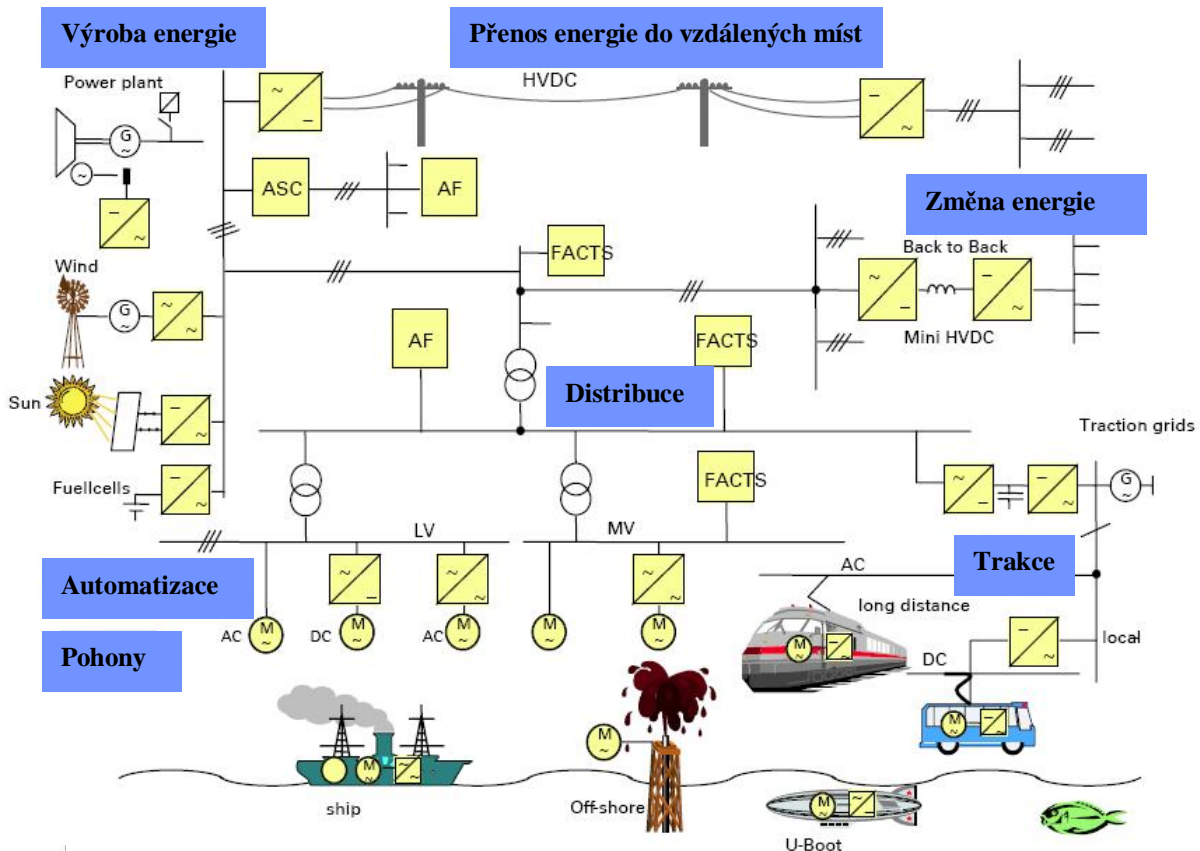 Výroba energie
Přenos energie do vzdálených míst
Power plant
HVDC
~
–
–
~
G
~
~
ASC
AF
–
~
Změna energie
FACTS
Back to Back
Wind
~
–
–
~
G
~
~
~
Mini HVDC
AF
FACTS
Distribuce
Sun
–
~
Traction grids
Fuellcells
–
~
FACTS
~
–
–
~
G
~
LV
MV
Automatizace
~
–
~
~
~
~
AC
Trakce
long distance
AC
M
~
DC
M
~
AC
M
~
M
~
M
~
Pohony
M
~
–
~
DC
–
~
local
M
~
–
~
M
~
M
~
~
~
ship
Off-shore
M
~
~
~
U-Boot